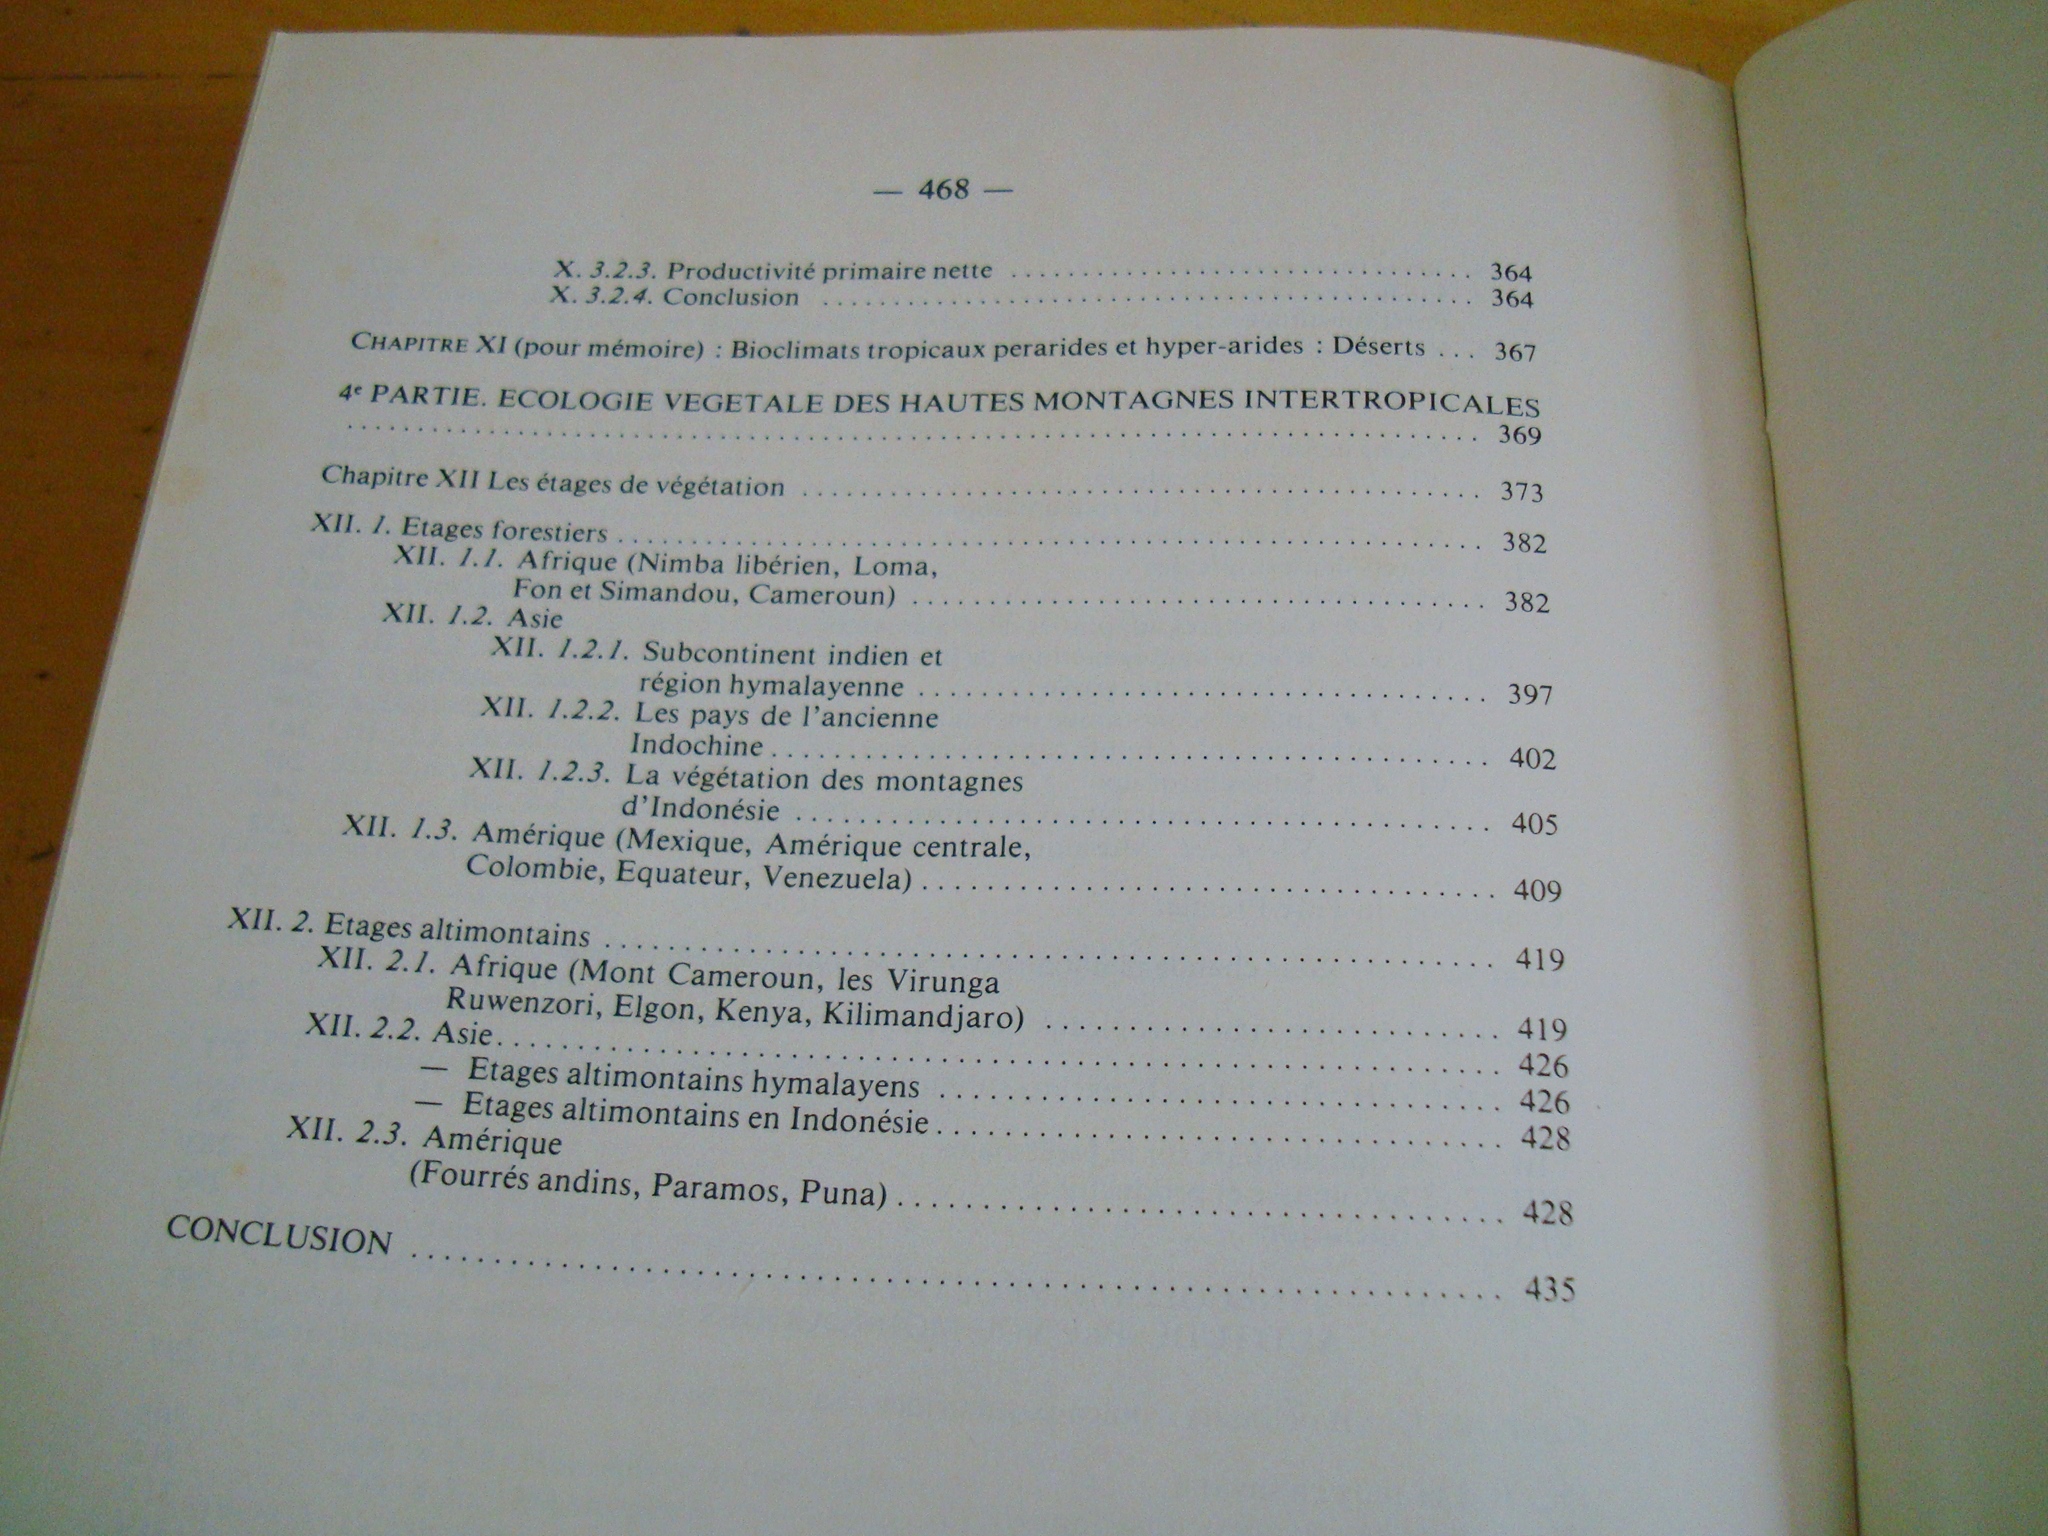 — 468 —
X. 3.2.3. Productivité primaire nette ................................ 364
X. 3.2.4. Conclusion ................................ 364
CHAPITRE XI (pour mémoire) : Bioclimats tropicaux perarides et hyper-arides : Déserts ... 367
4e PARTIE. ECOLOGIE VEGETALE DES HAUTES MONTAGNES INTERTROPICALES
................................ 369
Chapitre XII Les étages de végétation ................................ 373
XII. 1. Etages forestiers ................................ 382
XII. 1.1. Afrique (Nimba libérien, Loma,
Fon et Simandou, Cameroun) ................................ 382
XII. 1.2. Asie
XII. 1.2.1. Subcontinent indien et
région hymalayenne ................................ 397
XII. 1.2.2. Les pays de l'ancienne
Indochine ................................ 402
XII. 1.2.3. La végétation des montagnes
d'Indonésie ................................ 405
XII. 1.3. Amérique (Mexique, Amérique centrale,
Colombie, Equateur, Venezuela) ................................ 409
XII. 2. Etages altimontains ................................ 419
XII. 2.1. Afrique (Mont Cameroun, les Virunga
Ruwenzori, Elgon, Kenya, Kilimandjaro) ................................ 419
XII. 2.2. Asie ................................ 426
— Etages altimontains hymalayens ................................ 426
— Etages altimontains en Indonésie ................................ 428
XII. 2.3. Amérique
(Fourrés andins, Paramos, Puna) ................................ 428
CONCLUSION ................................ 435